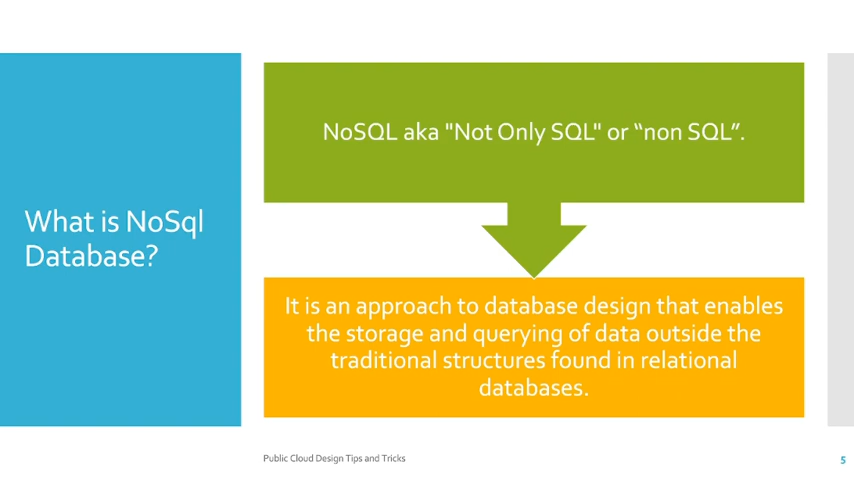 What is NoSql
Database?
NoSQL aka "Not Only SQL" or “non SQL”.
It is an approach to database design that enables
the storage and querying of data outside the
traditional structures found in relational
databases.
Public Cloud Design Tips and Tricks
5